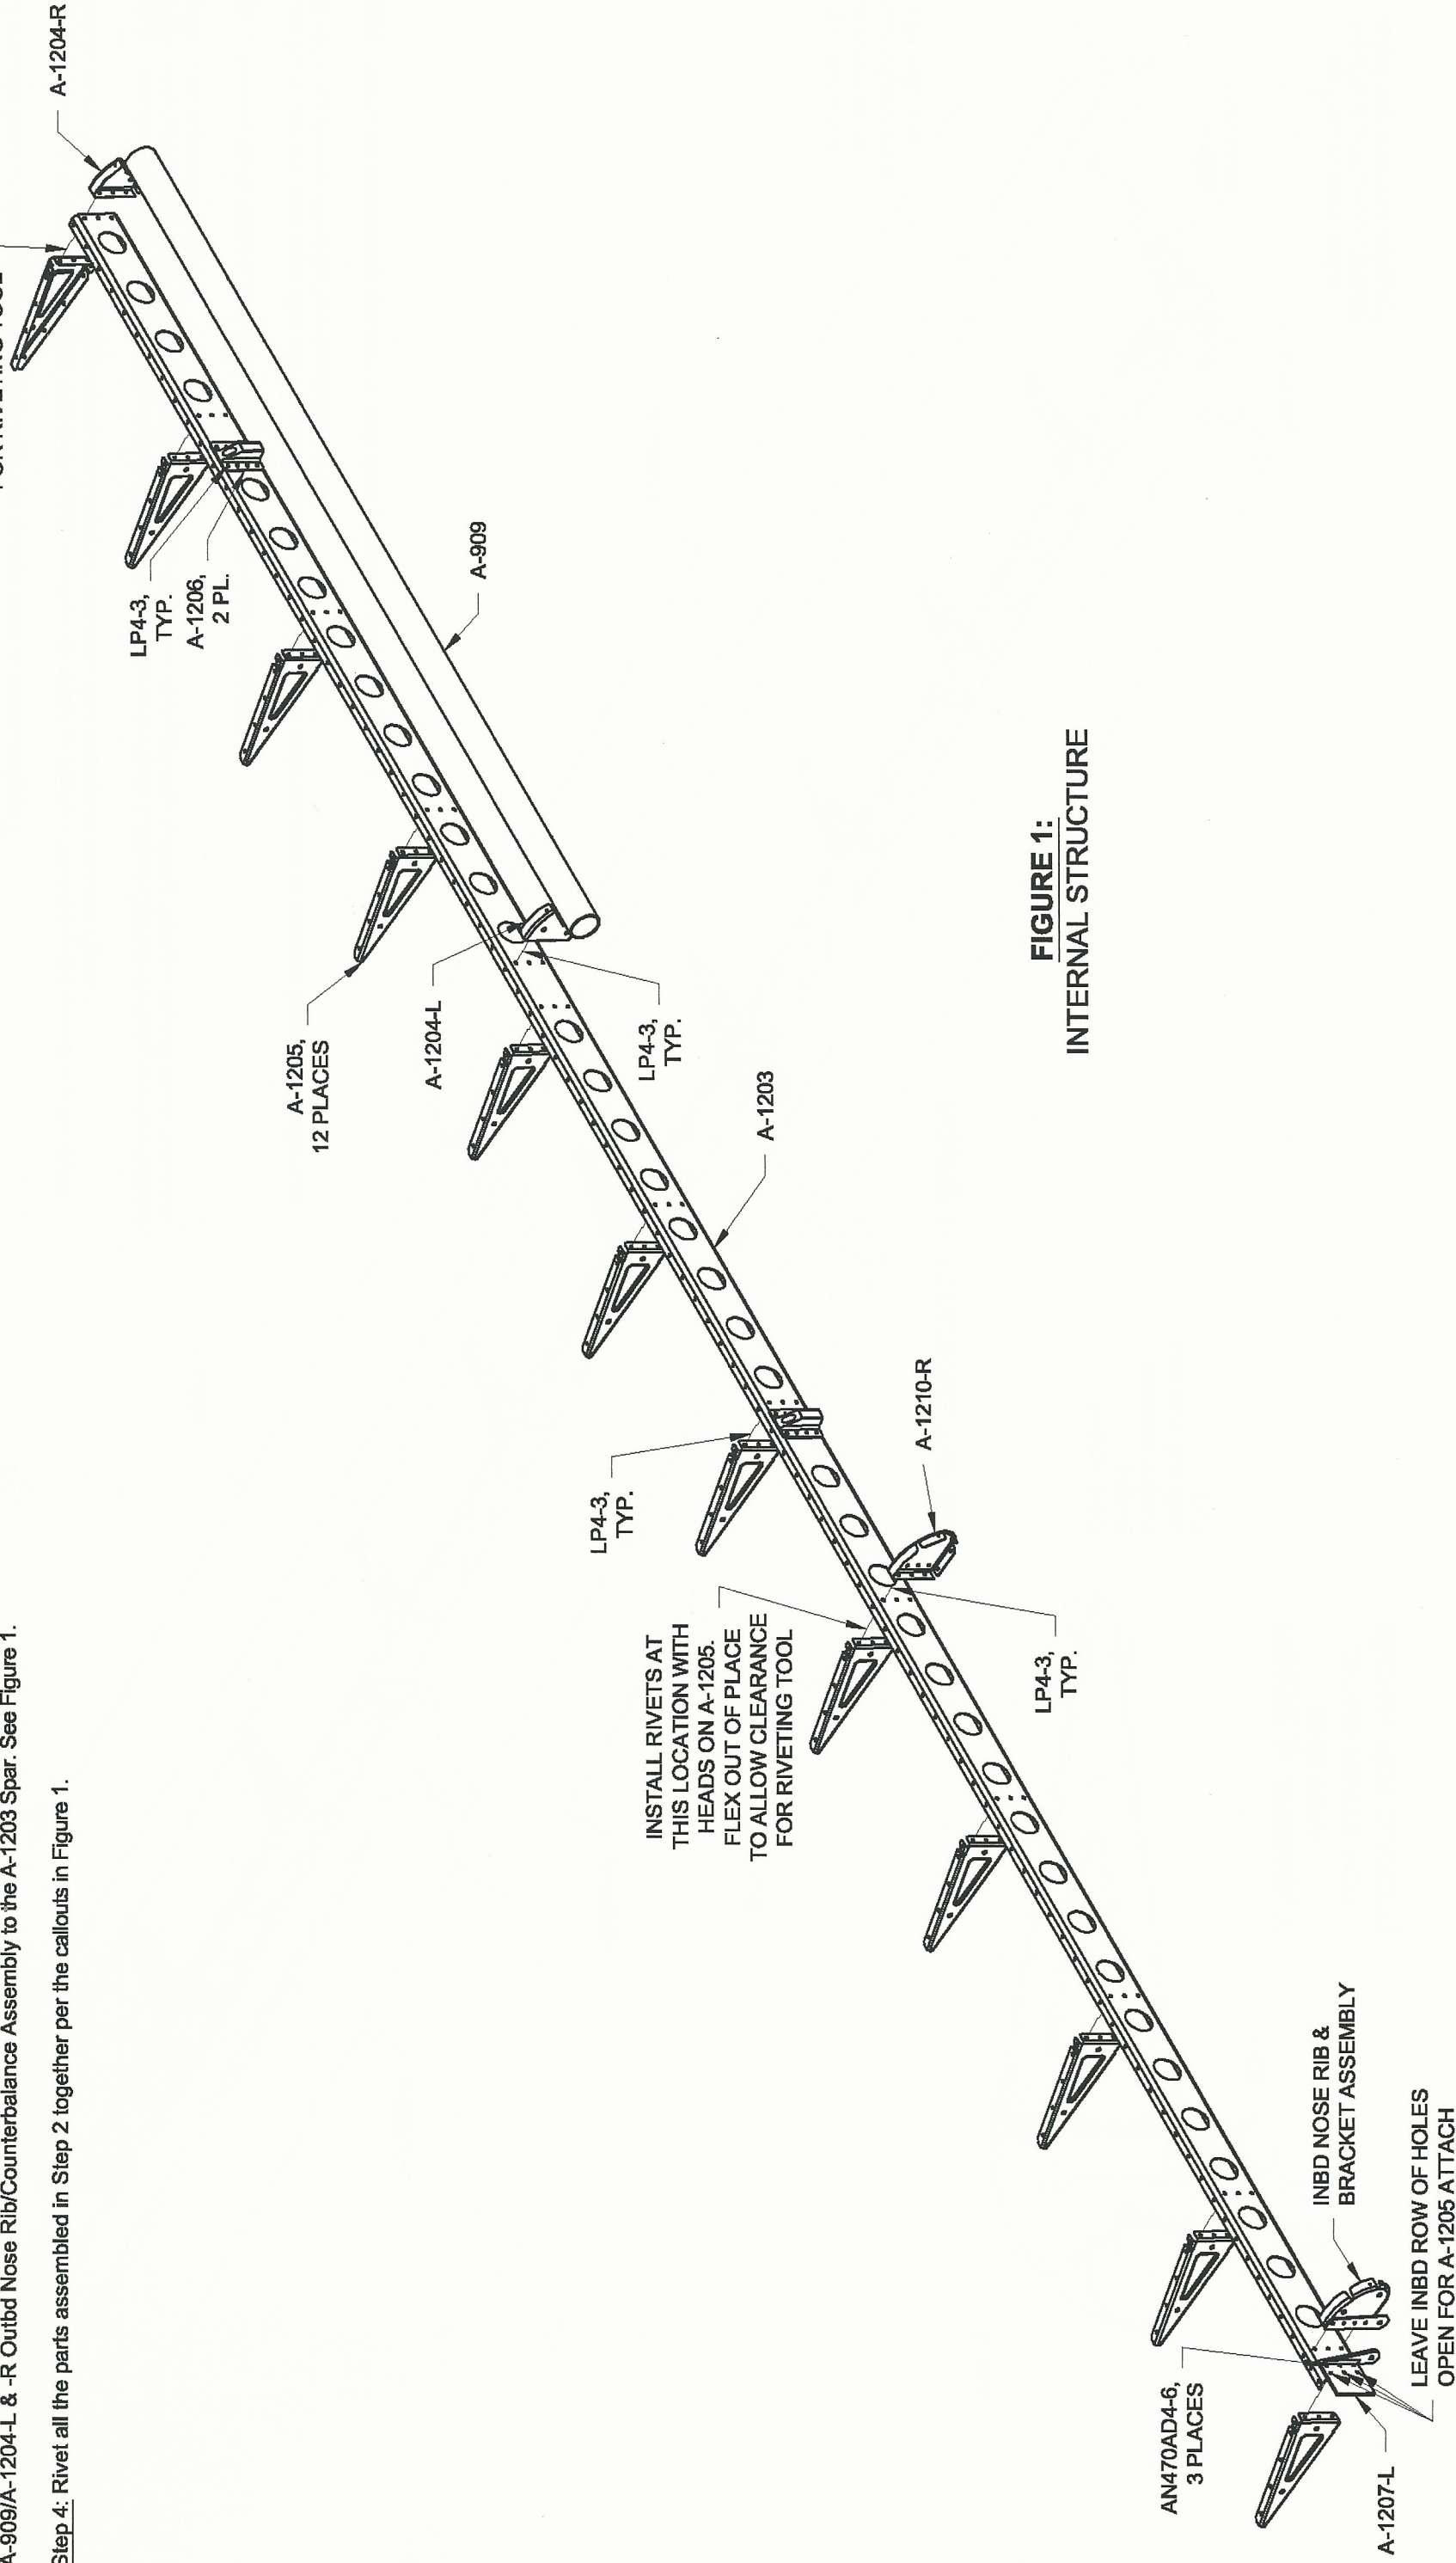 A-909/A-1204-L & -R Outbd Nose Rib/Counterbalance Assembly to the A-1203 Spar. See Figure 1.
Step 4: Rivet all the parts assembled in Step 2 together per the callouts in Figure 1.
A-1204-R
LP4-3,
TYP.
A-1206,
2 PL.
A-909
A-1205,
12 PLACES
A-1204-L
LP4-3,
TYP.
A-1203
LP4-3,
TYP.
A-1210-R
INSTALL RIVETS AT
THIS LOCATION WITH
HEADS ON A-1205.
FLEX OUT OF PLACE
TO ALLOW CLEARANCE
FOR RIVETING TOOL
LP4-3,
TYP.
AN470AD4-6,
3 PLACES
INBD NOSE RIB &
BRACKET ASSEMBLY
A-1207-L
LEAVE INBD ROW OF HOLES
OPEN FOR A-1205 ATTACH
FIGURE 1:
INTERNAL STRUCTURE